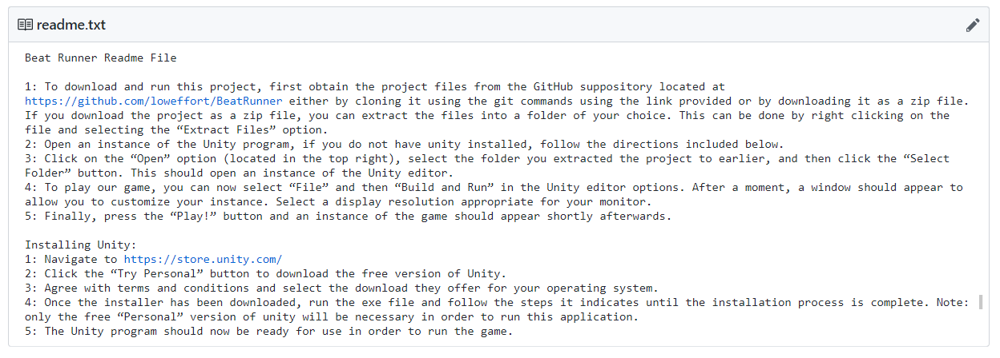 readme.txt
Beat Runner Readme File
1: To download and run this project, first obtain the project files from the GitHub suppository located at
https://github.com/loweffort/BeatRunner either by cloning it using the git commands using the link provided or by downloading it as a zip file.
If you download the project as a zip file, you can extract the files into a folder of your choice. This can be done by right clicking on the
file and selecting the “Extract Files” option.
2: Open an instance of the Unity program, if you do not have unity installed, follow the directions included below.
3: Click on the “Open” option (located in the top right), select the folder you extracted the project to earlier, and then click the “Select
Folder” button. This should open an instance of the Unity editor.
4: To play our game, you can now select “File” and then “Build and Run” in the Unity editor options. After a moment, a window should appear to
allow you to customize your instance. Select a display resolution appropriate for your monitor.
5: Finally, press the “Play!” button and an instance of the game should appear shortly afterwards.
Installing Unity:
1: Navigate to https://store.unity.com/
2: Click the “Try Personal” button to download the free version of Unity.
3: Agree with terms and conditions and select the download they offer for your operating system.
4: Once the installer has been downloaded, run the exe file and follow the steps it indicates until the installation process is complete. Note:
only the free “Personal” version of unity will be necessary in order to run this application.
5: The Unity program should now be ready for use in order to run the game.